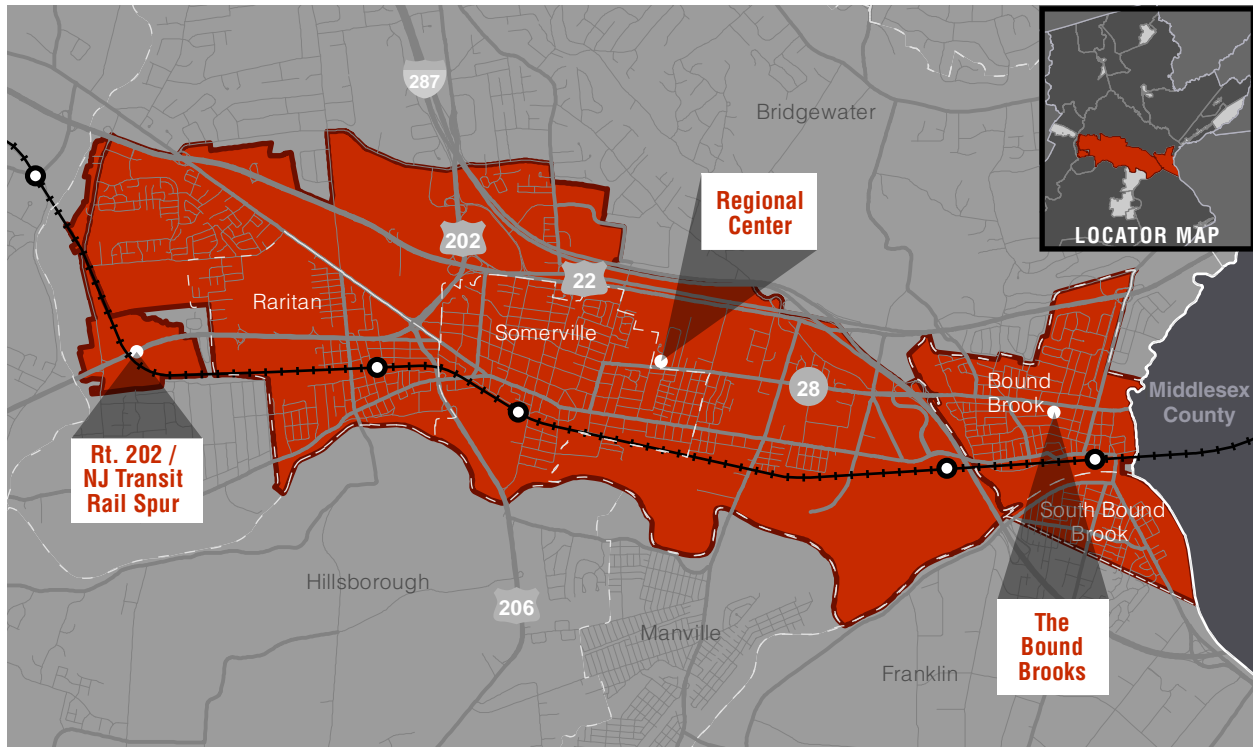 287
Bridgewater
LOCATOR MAP
Regional
Center
202
22
Raritan
Somerville
28
Bound
Brook
Middlesex
County
Rt. 202 /
NJ Transit
Rail Spur
South Bound
Brook
Hillsborough
206
Manville
The
Bound
Brooks
Franklin